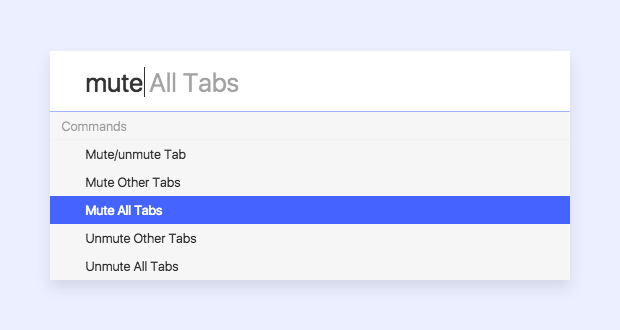 mute All Tabs
Commands
Mute/unmute Tab
Mute Other Tabs
Mute All Tabs
Unmute Other Tabs
Unmute All Tabs